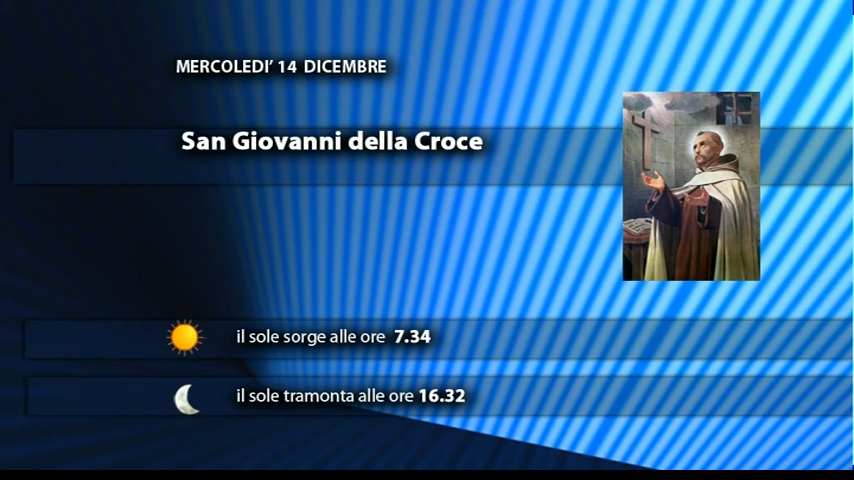 MERCOLEDI’ 14 DICEMBRE
San Giovanni della Croce
il sole sorge alle ore 7.34
il sole tramonta alle ore 16.32